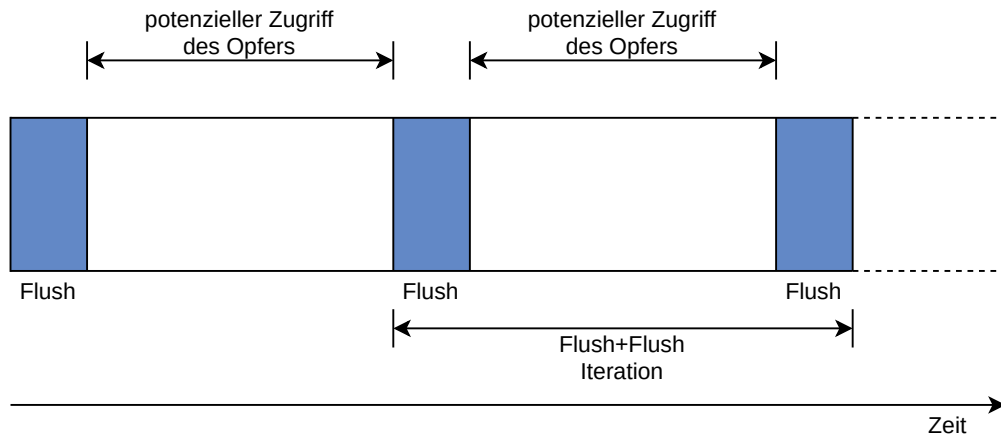 potenzieller Zugriff
des Opfers
potenzieller Zugriff
des Opfers
Flush
Flush
Flush
Flush+Flush
Iteration
Zeit